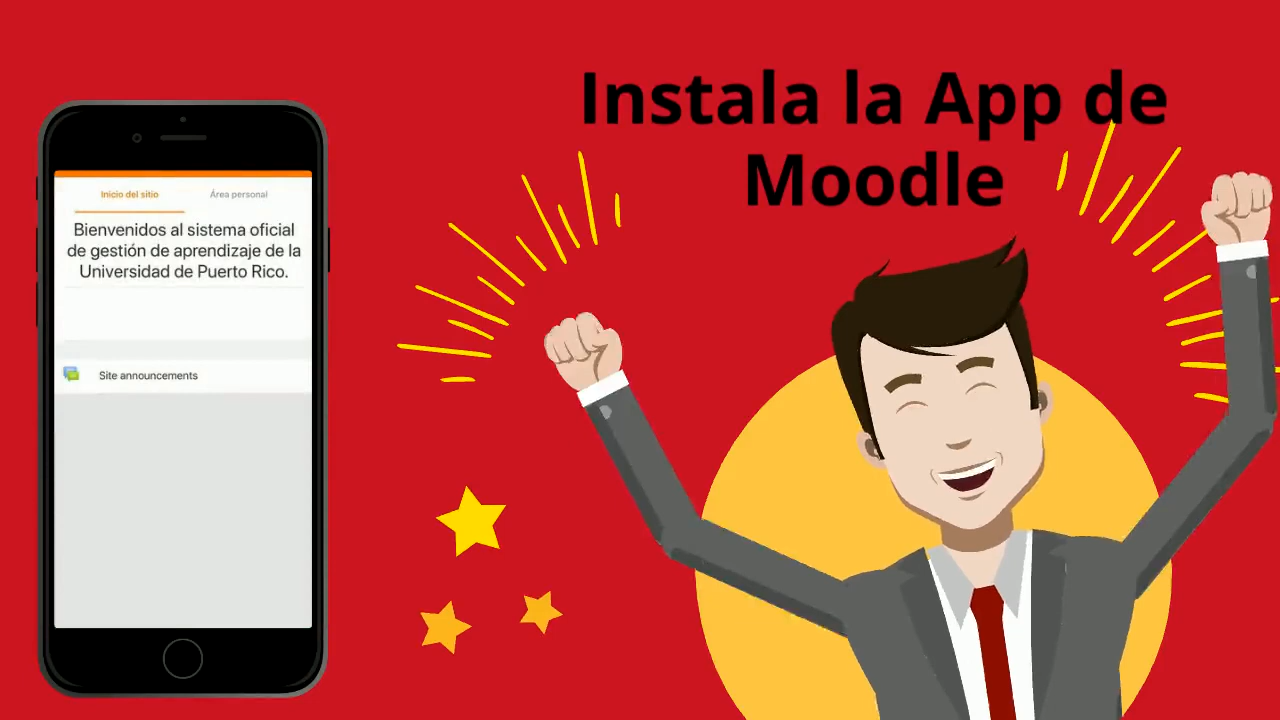 Instala la App de
Moodle
Inicio del sitio
Área personal
Bienvenidos al sistema oficial
de gestión de aprendizaje de la
Universidad de Puerto Rico.
Site announcements